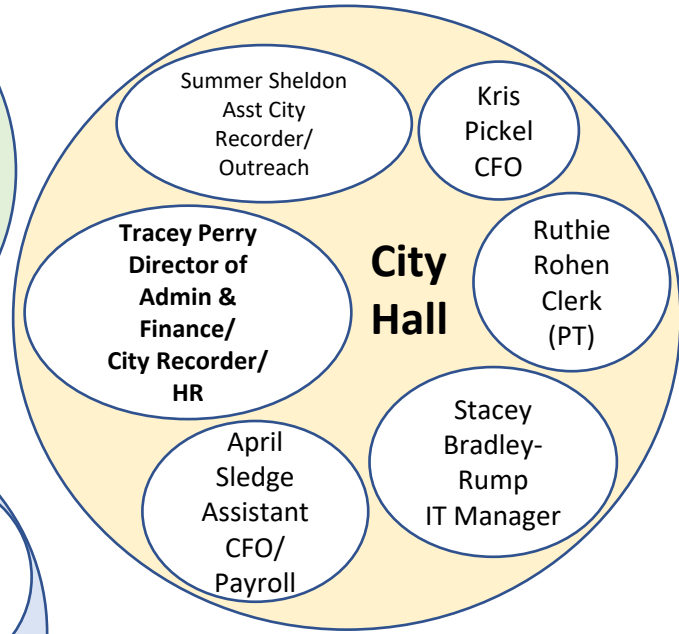 Summer Sheldon
Asst City
Recorder/
Outreach
Kris
Pickel
CFO
Tracey Perry
Director of
Admin &
Finance/
City Recorder/
HR
City
Hall
Ruthie
Rohen
Clerk
(PT)
April
Sledge
Assistant
CFO/
Payroll
Stacey
Bradley-
Rump
IT Manager